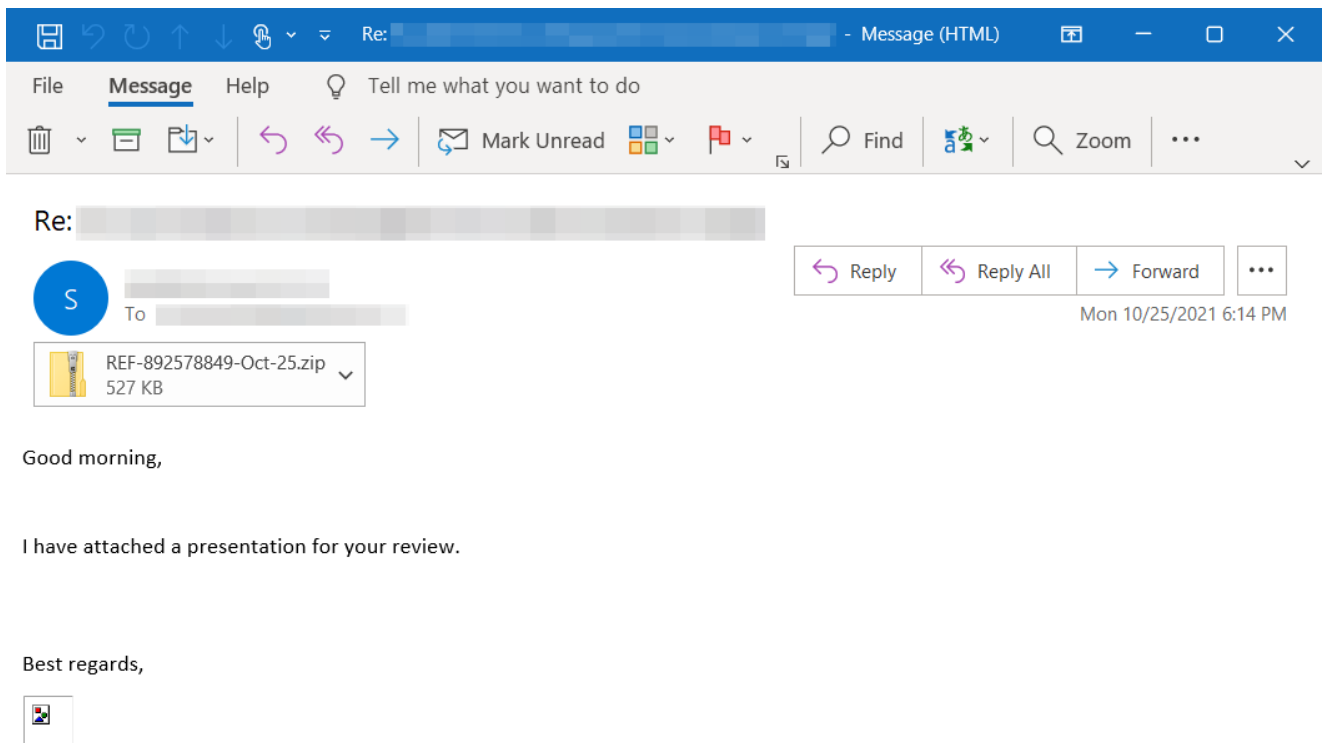 Re: - Message (HTML)
File Message Help Tell me what you want to do
Mark Unread Find Zoom
Re:
S
Reply Reply All Forward
To
Mon 10/25/2021 6:14 PM
REF-892578849-Oct-25.zip
527 KB
Good morning,
I have attached a presentation for your review.
Best regards,